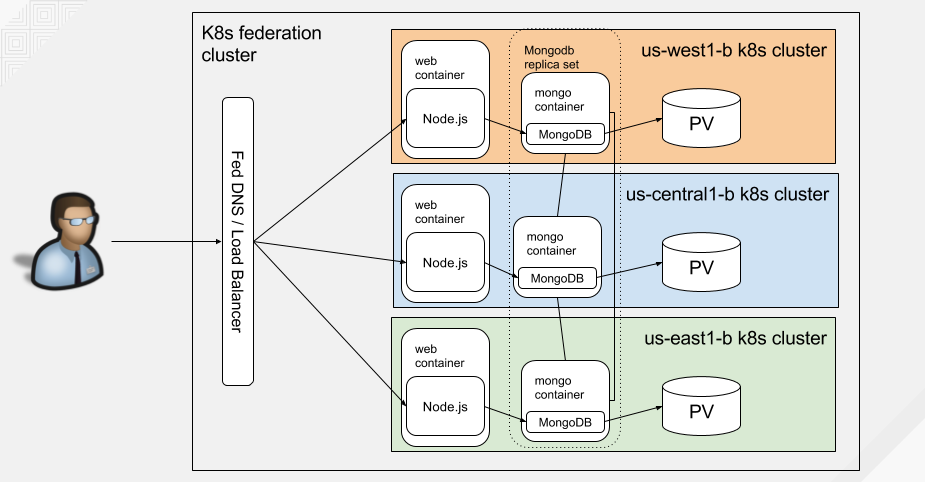 K8s federation
cluster
Fed DNS / Load Balancer
us-west1-b k8s cluster
web
container
Node.js
Mongodb
replica set
mongo
container
MongoDB
PV
us-central1-b k8s cluster
web
container
Node.js
mongo
container
MongoDB
PV
us-east1-b k8s cluster
web
container
Node.js
mongo
container
MongoDB
PV